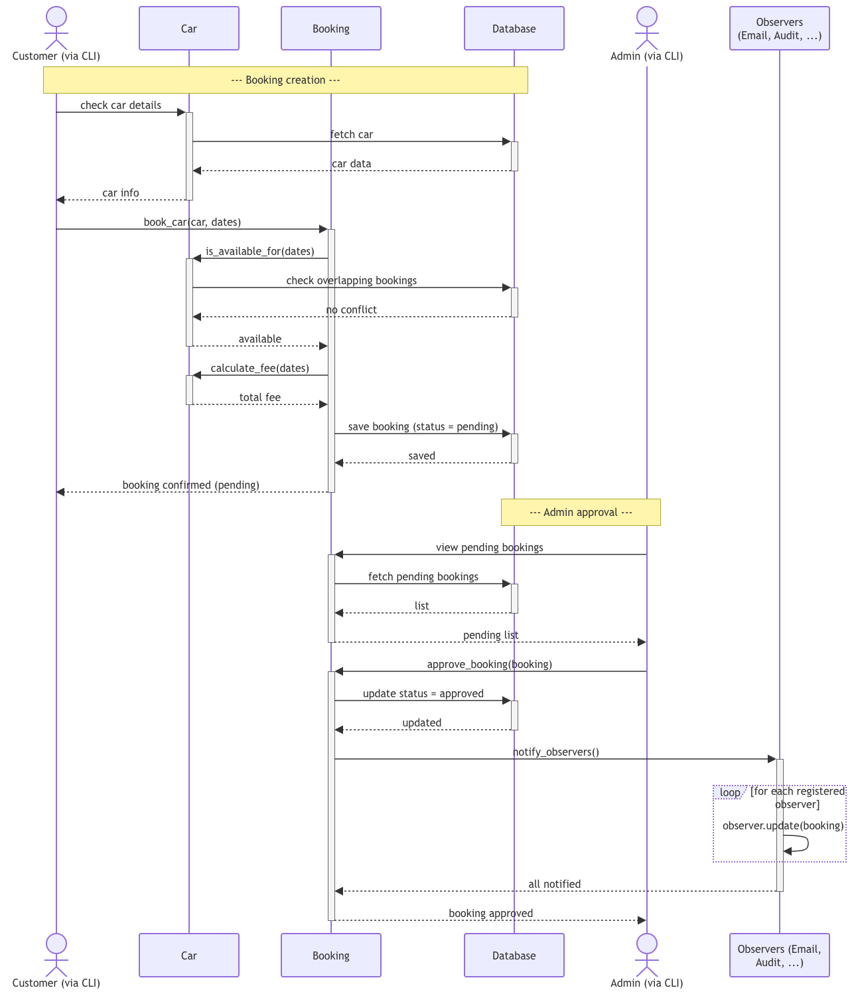 Customer (via CLI)
Car
Booking
Database
Admin (via CLI)
Observers
(Email, Audit, ...)
--- Booking creation ---
check car details
fetch car
car data
car info
book_car(car, dates)
is_available_for(dates)
check overlapping bookings
no conflict
available
calculate_fee(dates)
total fee
save booking (status = pending)
saved
booking confirmed (pending)
--- Admin approval ---
view pending bookings
fetch pending bookings
list
pending list
approve_booking(booking)
update status = approved
updated
notify_observers()
loop
[for each registered
observer]
observer.update(booking)
all notified
booking approved
Customer (via CLI)
Car
Booking
Database
Admin (via CLI)
Observers (Email,
Audit, ...)